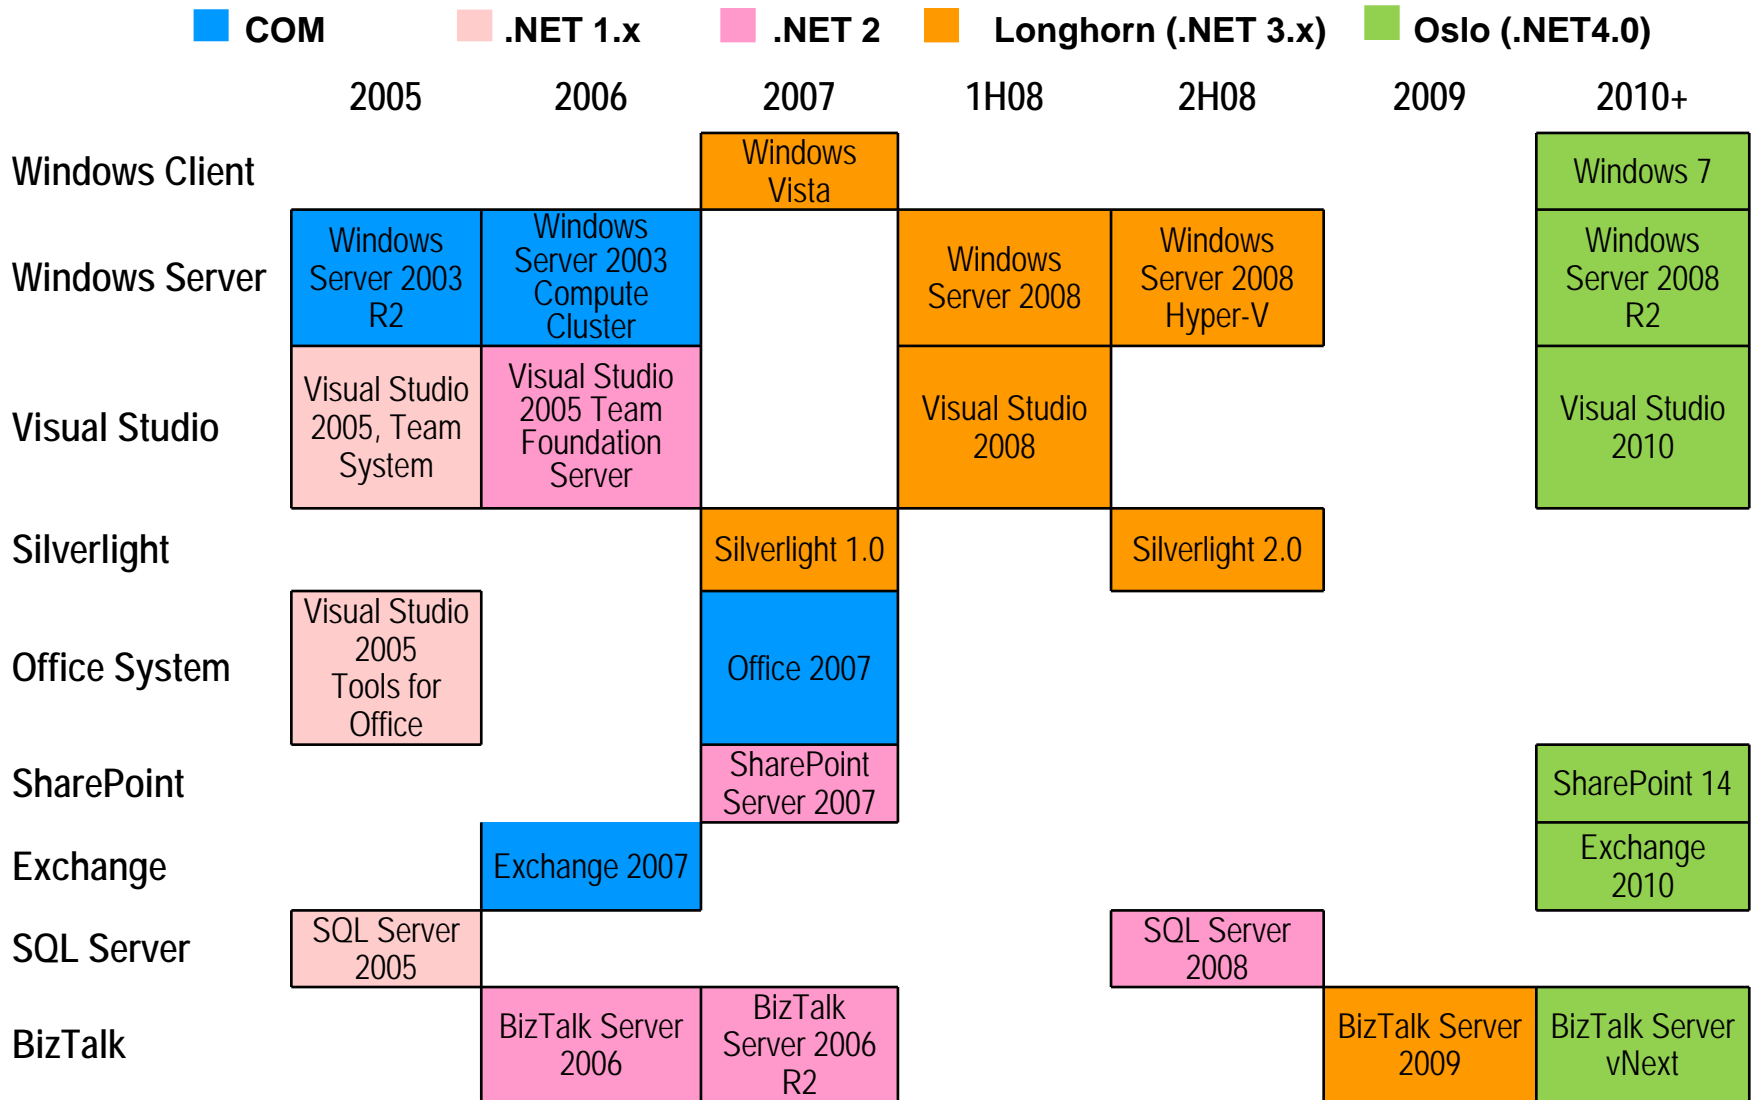 COM .NET 1.x .NET 2 Longhorn (.NET 3.x) Oslo (.NET4.0)
2005 2006 2007 1H08 2H08 2009 2010+
Windows Client
Windows
Vista
Windows 7
Windows Server
Windows
Server 2003
R2
Windows
Server 2003
Compute
Cluster
Windows
Server 2008
Windows
Server 2008
Hyper-V
Windows
Server 2008
R2
Visual Studio
Visual Studio
2005, Team
System
Visual Studio
2005 Team
Foundation
Server
Visual Studio
2008
Visual Studio
2010
Silverlight
Silverlight 1.0
Silverlight 2.0
Office System
Visual Studio
2005
Tools for
Office
Office 2007
SharePoint
SharePoint
Server 2007
SharePoint 14
Exchange
Exchange 2007
Exchange
2010
SQL Server
SQL Server
2005
SQL Server
2008
BizTalk
BizTalk Server
2006
BizTalk
Server 2006
R2
BizTalk Server
2009
BizTalk Server
vNext